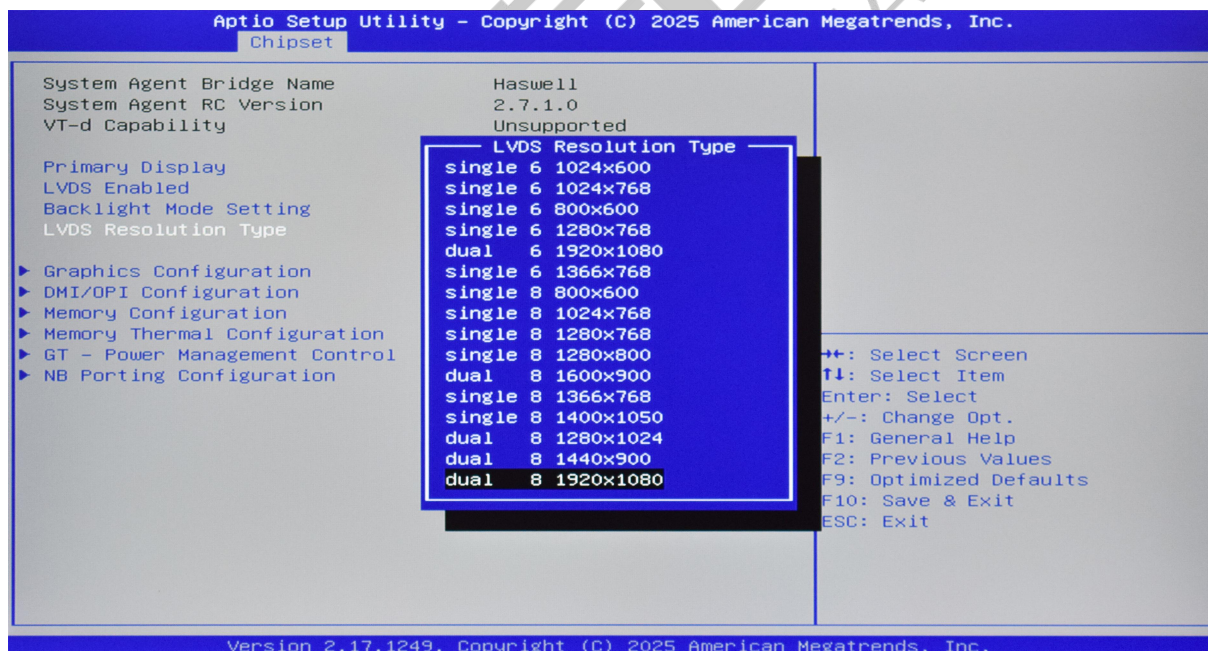 Aptio Setup Utility – Copyright (C) 2025 American Megatrends, Inc.
Chipset
System Agent Bridge Name Haswell
System Agent RC Version 2.7.1.0
VT-d Capability Unsupported
Primary Display
LVDS Enabled
Backlight Mode Setting
LVDS Resolution Type
▶ Graphics Configuration
▶ DMI/OPI Configuration
▶ Memory Configuration
▶ Memory Thermal Configuration
▶ GT – Power Management Control
▶ NB Porting Configuration
LVDS Resolution Type
single 6 1024x600
single 6 1024x768
single 6 800x600
single 6 1280x768
dual 6 1920x1080
single 6 1366x768
single 8 800x600
single 8 1024x768
single 8 1280x768
single 8 1280x800
dual 8 1600x900
single 8 1366x768
single 8 1400x1050
dual 8 1280x1024
dual 8 1440x900
dual 8 1920x1080
→←: Select Screen
↑↓: Select Item
Enter: Select
+/-: Change Opt.
F1: General Help
F2: Previous Values
F9: Optimized Defaults
F10: Save & Exit
ESC: Exit
Version 2.17.1249. Copyright (C) 2025 American Megatrends, Inc.